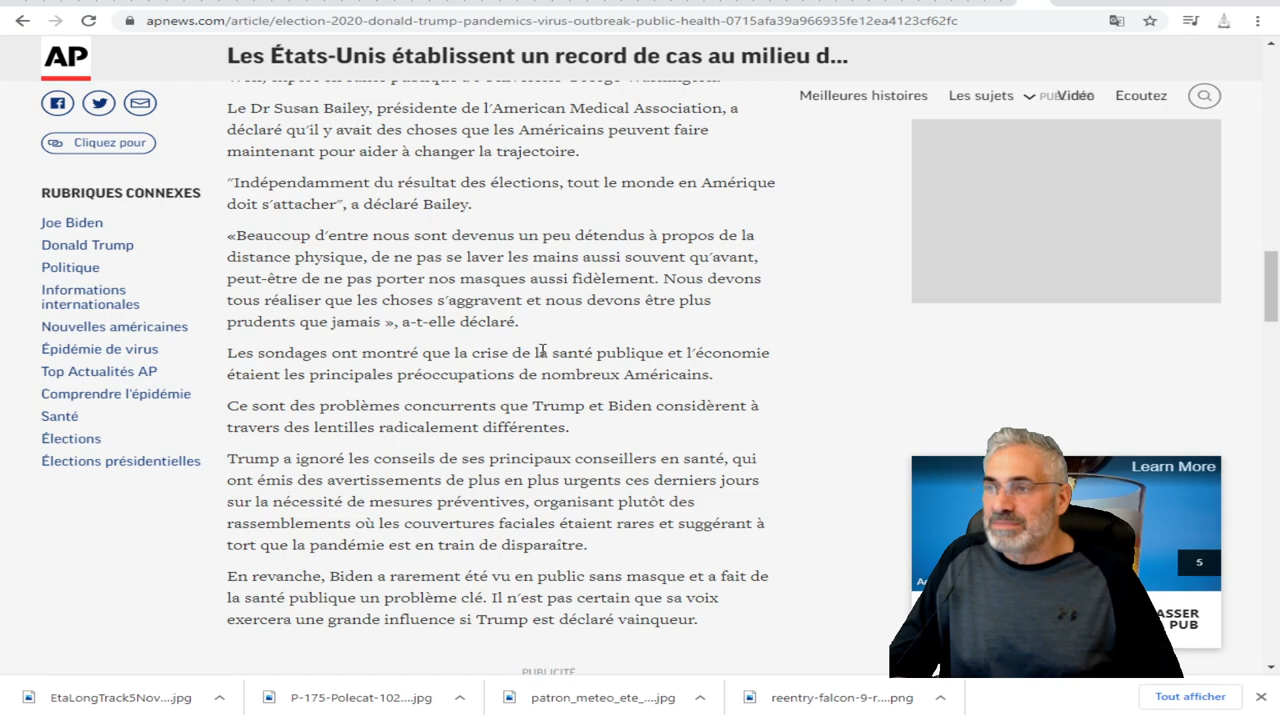 apnews.com/article/election-2020-donald-trump-pandemics-virus-outbreak-public-health-0715afa39a966935fe12ea4123cf62fc
AP
Les États-Unis établissent un record de cas au milieu d...
Meilleures histoires
Les sujets
Vidéo
Ecoutez
Cliquez pour
RUBRIQUES CONNEXES
Joe Biden
Donald Trump
Politique
Informations
internationales
Nouvelles américaines
Épidémie de virus
Top Actualités AP
Comprendre l'épidémie
Santé
Élections
Élections présidentielles
Le Dr Susan Bailey, présidente de l'American Medical Association, a
déclaré qu'il y avait des choses que les Américains peuvent faire
maintenant pour aider à changer la trajectoire.
"Indépendamment du résultat des élections, tout le monde en Amérique
doit s'attacher", a déclaré Bailey.
«Beaucoup d'entre nous sont devenus un peu détendus à propos de la
distance physique, de ne pas se laver les mains aussi souvent qu'avant,
peut-être de ne pas porter nos masques aussi fidèlement. Nous devons
tous réaliser que les choses s'aggravent et nous devons être plus
prudents que jamais », a-t-elle déclaré.
Les sondages ont montré que la crise de la santé publique et l'économie
étaient les principales préoccupations de nombreux Américains.
Ce sont des problèmes concurrents que Trump et Biden considèrent à
travers des lentilles radicalement différentes.
Trump a ignoré les conseils de ses principaux conseillers en santé, qui
ont émis des avertissements de plus en plus urgents ces derniers jours
sur la nécessité de mesures préventives, organisant plutôt des
rassemblements où les couvertures faciales étaient rares et suggérant à
tort que la pandémie est en train de disparaître.
En revanche, Biden a rarement été vu en public sans masque et a fait de
la santé publique un problème clé. Il n'est pas certain que sa voix
exercera une grande influence si Trump est déclaré vainqueur.
PUBLICITÉ
Learn More
5
PUB
EtaLongTrack5Nov....jpg
P-175-Polecat-102....jpg
patron_meteo_ete_....jpg
reentry-falcon-9-r....png
Tout afficher